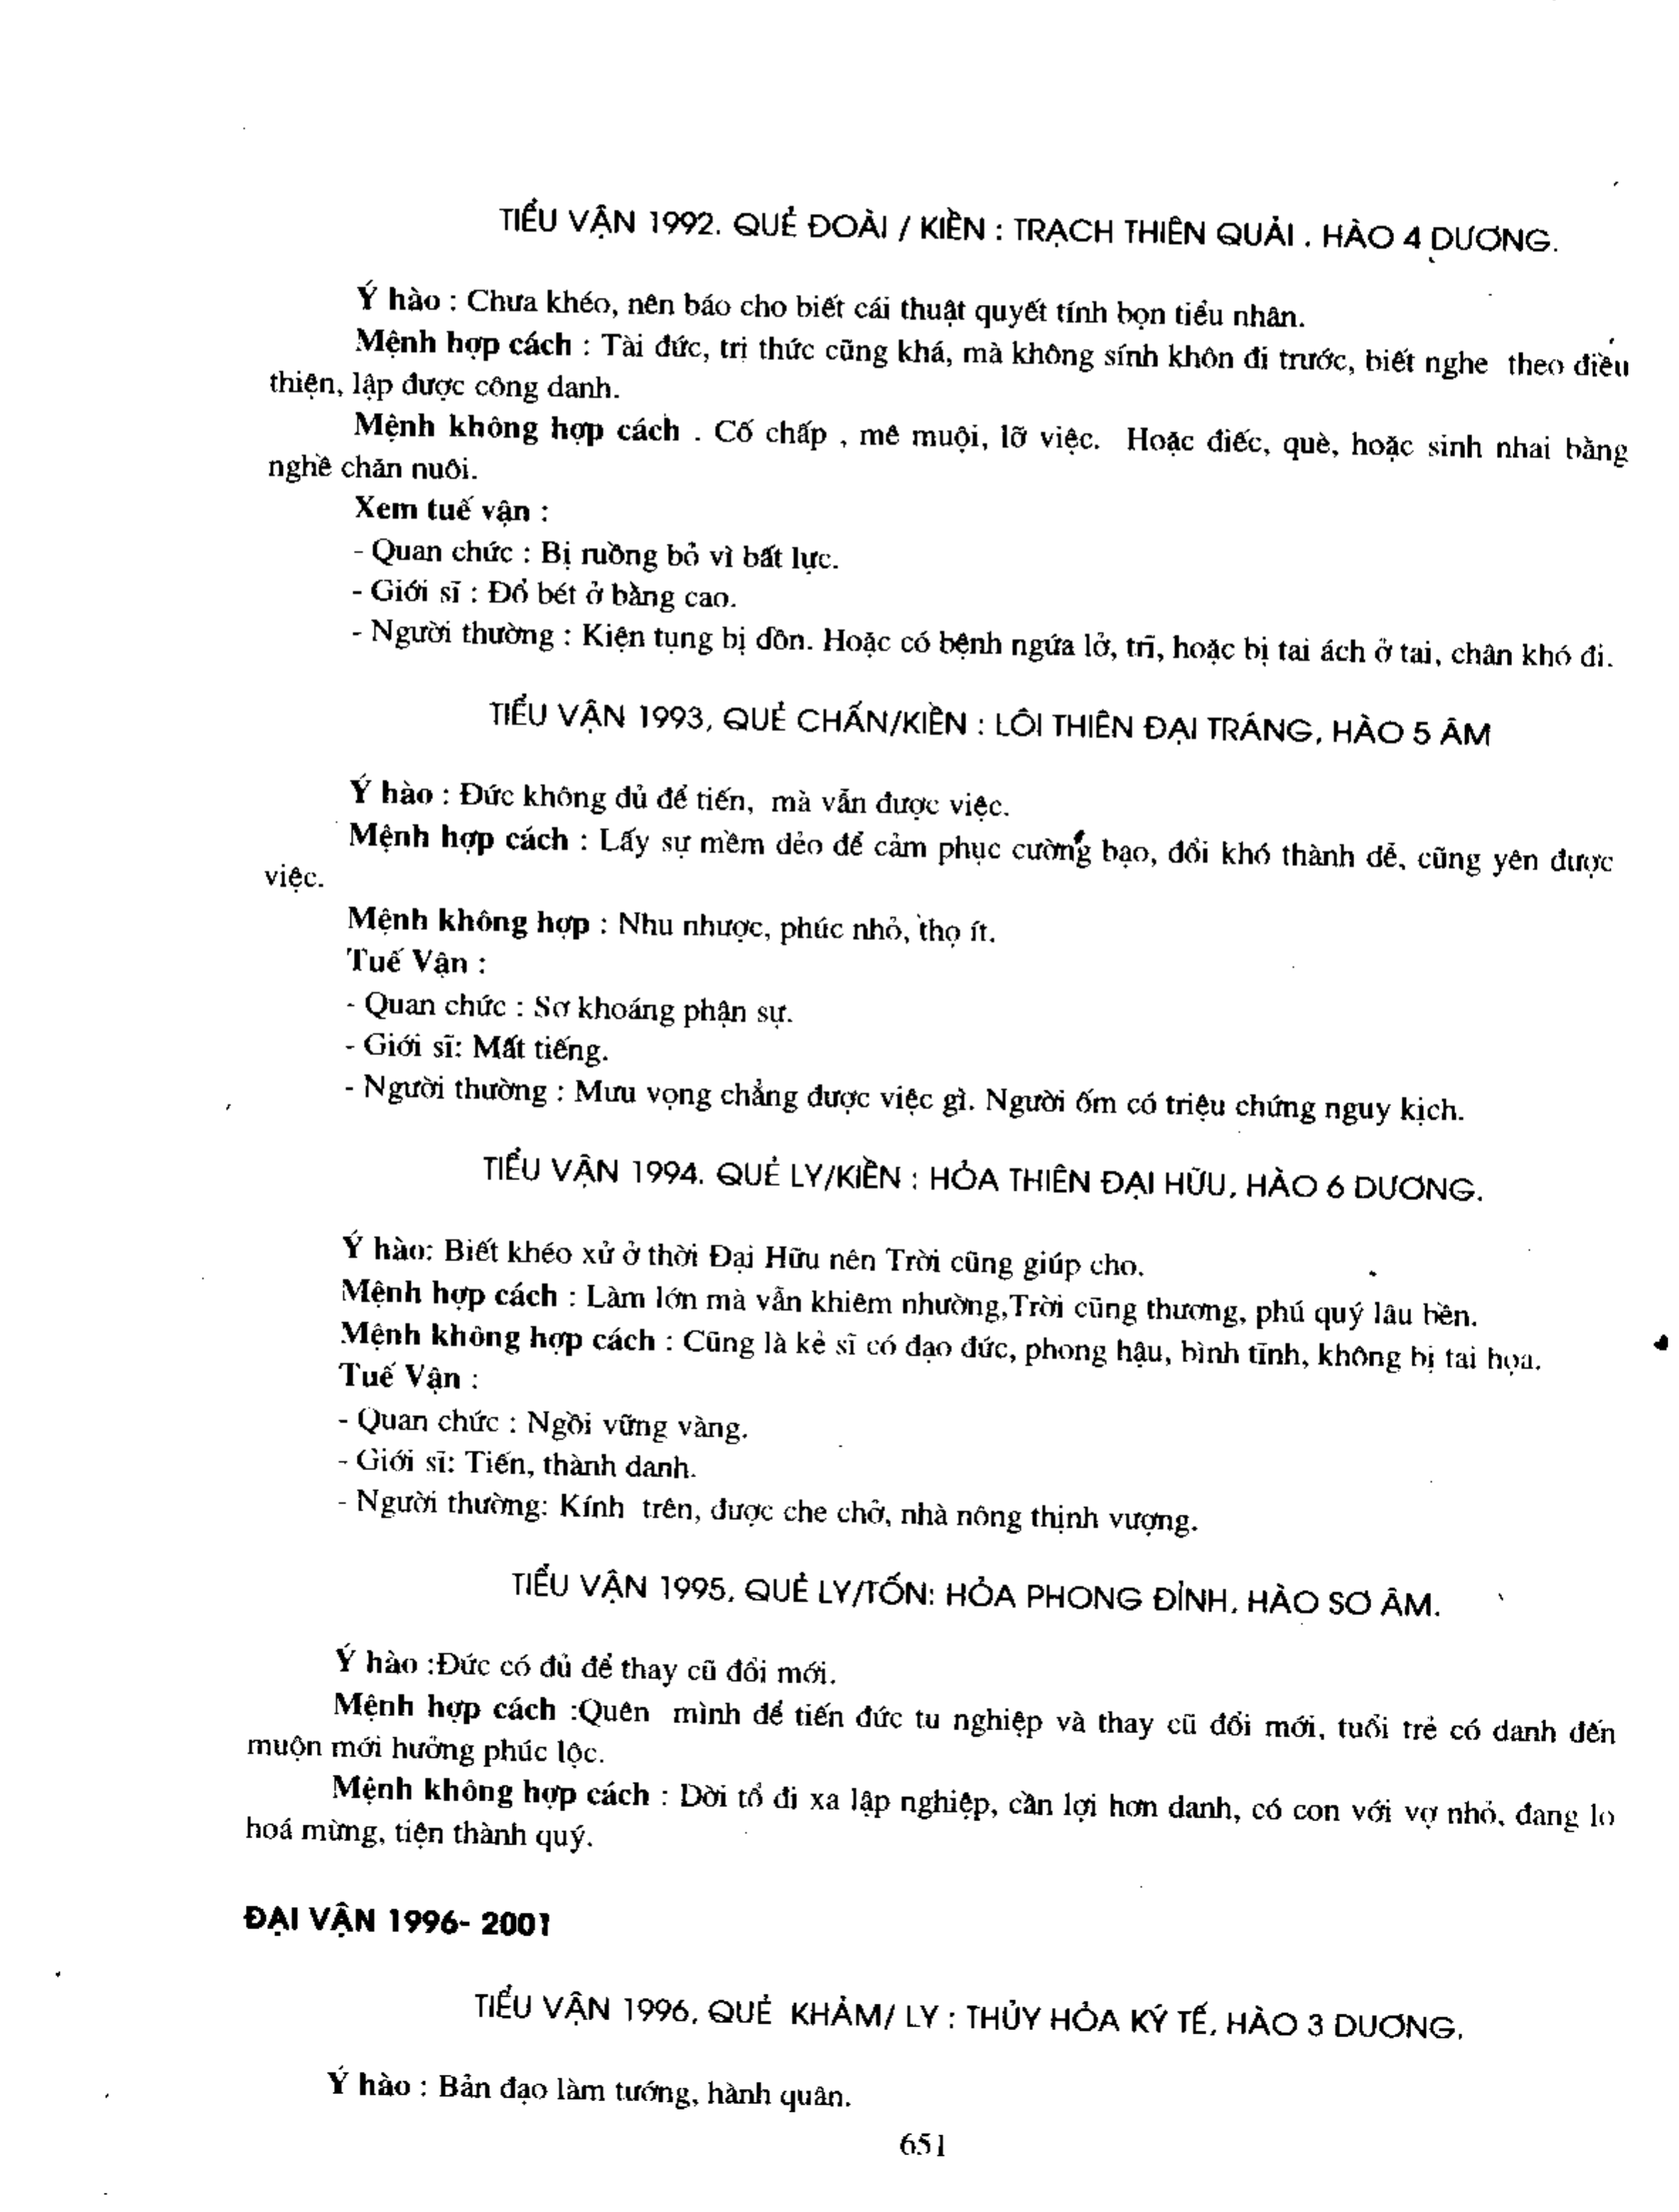 TIỂU VẬN 1992. QUẺ ĐOÀI / KIỀN : TRẠCH THIÊN QUẢI . HÀO 4 DƯƠNG.
Ý hào : Chưa khéo, nên báo cho biết cái thuật quyết tính bọn tiểu nhân.
Mệnh hợp cách : Tài đức, trị thức cũng khá, mà không sính khôn đi trước, biết nghe theo điều
thiện, lập được công danh.
Mệnh không hợp cách . Cố chấp , mê muội, lỡ việc. Hoặc điếc, què, hoặc sinh nhai bằng
nghề chăn nuôi.
Xem tuế vận :
- Quan chức : Bị ruồng bỏ vì bất lực.
- Giới sĩ : Đổ bét ở bằng cao.
- Người thường : Kiện tụng bị đòn. Hoặc có bệnh ngứa lở, trĩ, hoặc bị tai ách ở tai, chân khó đi.
TIỂU VẬN 1993, QUẺ CHẤN/KIỀN : LÔI THIÊN ĐẠI TRÁNG, HÀO 5 ÂM
Ý hào : Đức không đủ để tiến, mà vẫn được việc.
Mệnh hợp cách : Lấy sự mềm dẻo để cảm phục cường bạo, đổi khó thành dễ, cũng yên được
việc.
Mệnh không hợp : Nhu nhược, phúc nhỏ, thọ ít.
Tuế Vận :
- Quan chức : Sơ khoáng phận sự.
- Giới sĩ: Mất tiếng.
- Người thường : Mưu vọng chẳng được việc gì. Người ốm có triệu chứng nguy kịch.
TIỂU VẬN 1994. QUẺ LY/KIỀN : HỎA THIÊN ĐẠI HỮU, HÀO 6 DƯƠNG.
Ý hào: Biết khéo xử ở thời Đại Hữu nên Trời cũng giúp cho.
Mệnh hợp cách : Làm lớn mà vẫn khiêm nhường,Trời cũng thương, phú quý lâu bền.
Mệnh không hợp cách : Cũng là kẻ sĩ có đạo đức, phong hậu, bình tĩnh, không bị tai họa.
Tuế Vận :
- Quan chức : Ngồi vững vàng.
- Giới sĩ: Tiến, thành danh.
- Người thường: Kính trên, được che chở, nhà nông thịnh vượng.
TIỂU VẬN 1995, QUẺ LY/TỐN: HỎA PHONG ĐỈNH, HÀO SƠ ÂM.
Ý hào :Đức có đủ để thay cũ đổi mới.
Mệnh hợp cách :Quên mình để tiến đức tu nghiệp và thay cũ đổi mới, tuổi trẻ có danh đến
muộn mới hưởng phúc lộc.
Mệnh không hợp cách : Dời tổ đi xa lập nghiệp, cần lợi hơn danh, có con với vợ nhỏ, đang lo
hoá mừng, tiện thành quý.
ĐẠI VẬN 1996- 2001
TIỂU VẬN 1996, QUẺ KHẢM/ LY : THỦY HỎA KÝ TẾ, HÀO 3 DUƠNG.
Ý hào : Bản đạo làm tướng, hành quân.
651